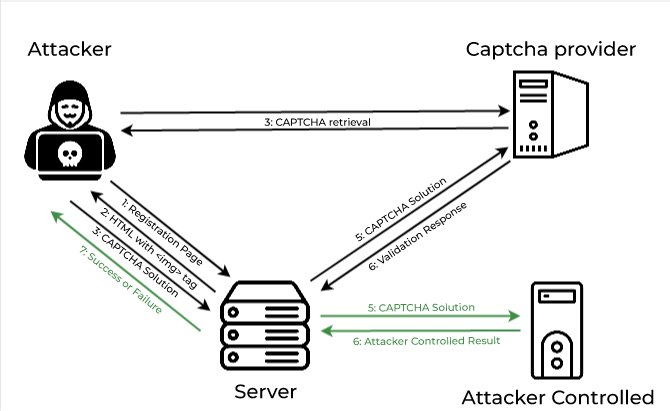 Attacker
Captcha provider
3: CAPTCHA retrieval
1: Registration Page
2: HTML with <img> tag
3: CAPTCHA Solution
7: Success or Failure
5: CAPTCHA Solution
6: Validation Response
5: CAPTCHA Solution
6: Attacker Controlled Result
Server
Attacker Controlled